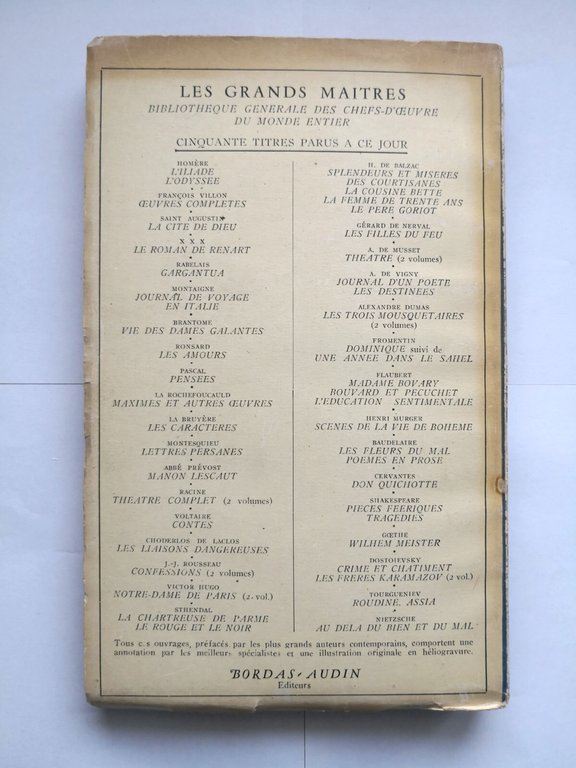 LES GRANDS MAITRES
BIBLIOTHEQUE GENERALE DES CHEFS-D'ŒUVRE
DU MONDE ENTIER
CINQUANTE TITRES PARUS A CE JOUR
HOMÈRE
L'ILIADE
L'ODYSSEE
FRANÇOIS VILLON
ŒUVRES COMPLETES
SAINT AUGUSTIN
LA CITE DE DIEU
X X X
LE ROMAN DE RENART
RABELAIS
GARGANTUA
MONTAIGNE
JOURNAL DE VOYAGE
EN ITALIE
BRANTOME
VIE DES DAMES GALANTES
RONSARD
LES AMOURS
PASCAL
PENSEES
LA ROCHEFOUCAULD
MAXIMES ET AUTRES ŒUVRES
LA BRUYÈRE
LES CARACTERES
MONTESQUIEU
LETTRES PERSANES
ABBÉ PRÉVOST
MANON LESCAUT
RACINE
THEATRE COMPLET (2 volumes)
VOLTAIRE
CONTES
CHODERLOS DE LACLOS
LES LIAISONS DANGEREUSES
J.-J. ROUSSEAU
CONFESSIONS (2 volumes)
VICTOR HUGO
NOTRE-DAME DE PARIS (2 vol.)
STHENDAL
LA CHARTREUSE DE PARME
LE ROUGE ET LE NOIR
H. DE BALZAC
SPLENDEURS ET MISERES
DES COURTISANES
LA COUSINE BETTE
LA FEMME DE TRENTE ANS
LE PERE GORIOT
GÉRARD DE NERVAL
LES FILLES DU FEU
A. DE MUSSET
THEATRE (2 volumes)
A. DE VIGNY
JOURNAL D'UN POETE
LES DESTINEES
ALEXANDRE DUMAS
LES TROIS MOUSQUETAIRES
(2 volumes)
FROMENTIN
DOMINIQUE suivi de
UNE ANNEE DANS LE SAHEL
FLAUBERT
MADAME BOVARY
BOUVARD ET PECUCHET
L'EDUCATION SENTIMENTALE
HENRI MURGER
SCENES DE LA VIE DE BOHEME
BAUDELAIRE
LES FLEURS DU MAL
POEMES EN PROSE
CERVANTES
DON QUICHOTTE
SHAKESPEARE
PIECES FEERIQUES
TRAGEDIES
GŒTHE
WILHEM MEISTER
DOSTOIEVSKY
CRIME ET CHATIMENT
LES FRERES KARAMAZOV (2 vol.)
TOURGUENIEV
ROUDINE. ASSIA
NIETZSCHE
AU DELA DU BIEN ET DU MAL
Tous c.s ouvrages, préfacés par les plus grands auteurs contemporains, comportent une
annotation par les meilleurs spécialistes et une illustration originale en héliogravure.
BORDAS-AUDIN
Editeurs